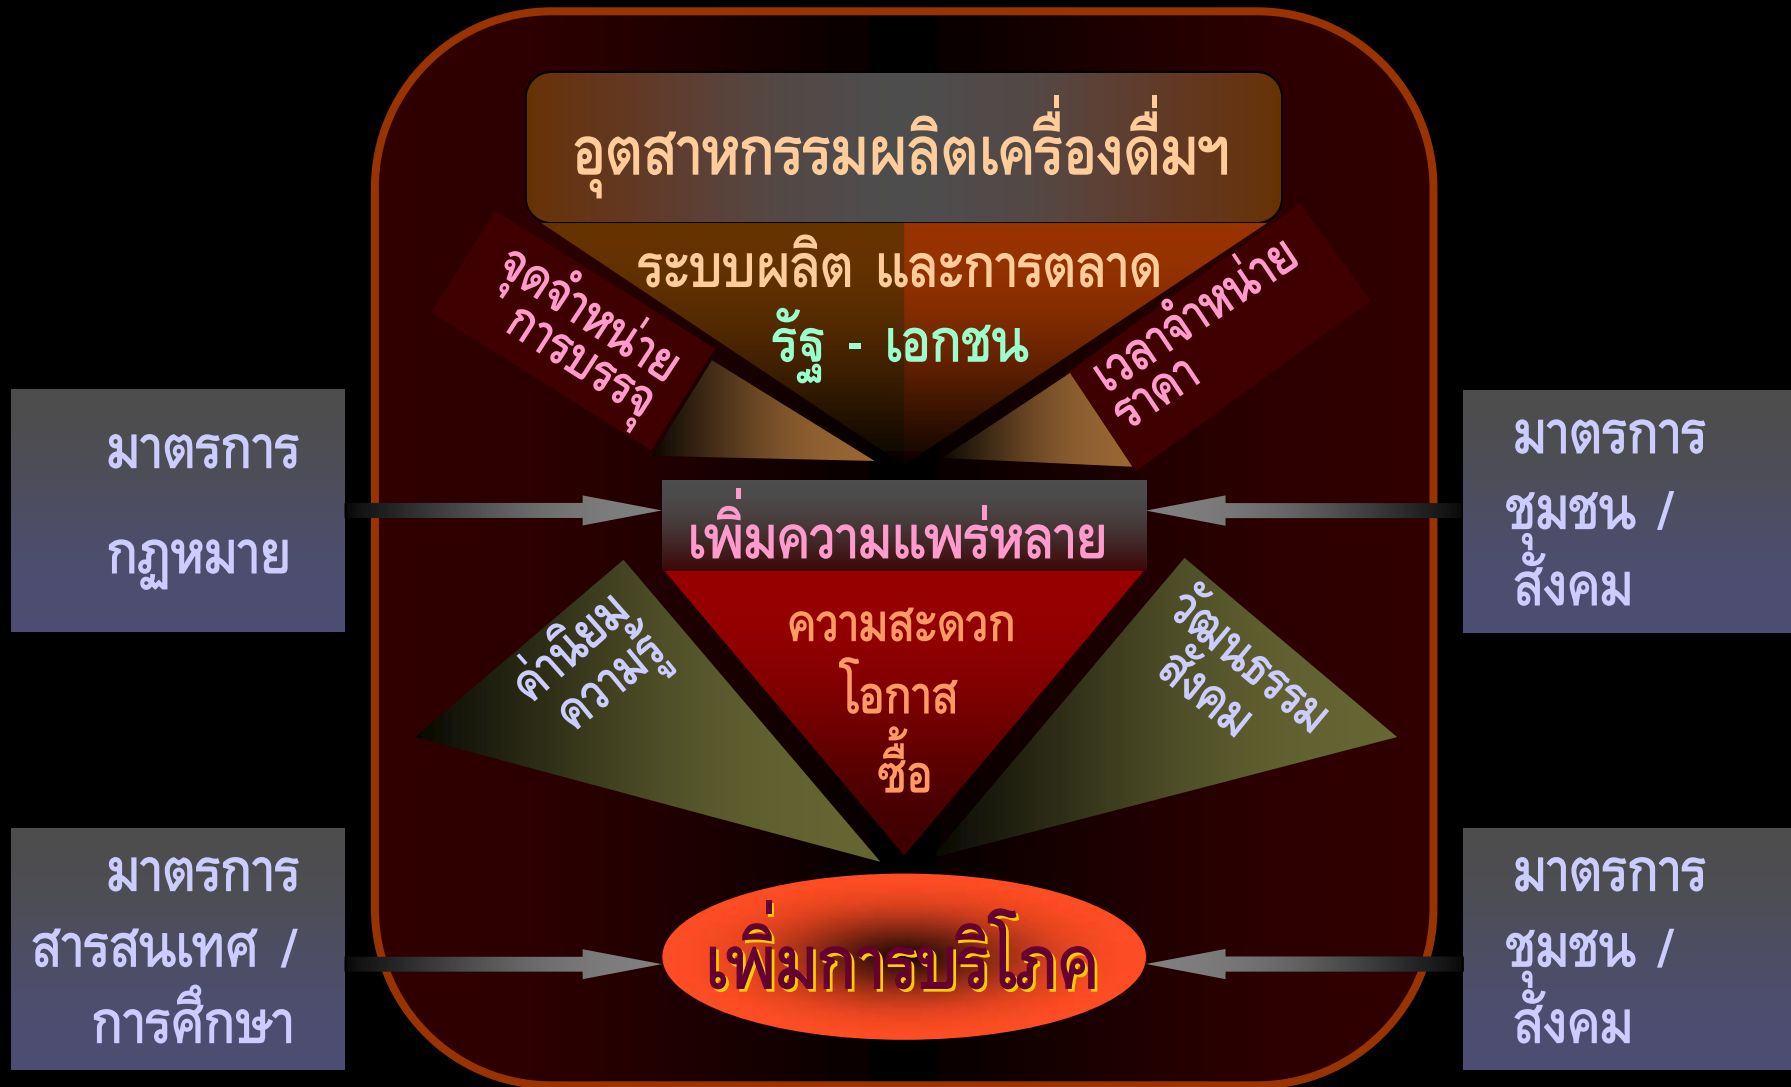 อุตสาหกรรมผลิตเครื่องดื่มฯ
ระบบผลิต และการตลาด
รัฐ - เอกชน
จุดจำหน่าย
การบรรจุ
เวลาจำหน่าย
ราคา
มาตรการ
กฎหมาย
มาตรการ
ชุมชน /
สังคม
เพิ่มความแพร่หลาย
ความสะดวก
โอกาส
ซื้อ
ค่านิยม
ความรู้
วัฒนธรรม
สังคม
มาตรการ
สารสนเทศ /
การศึกษา
เพิ่มการบริโภค
มาตรการ
ชุมชน /
สังคม